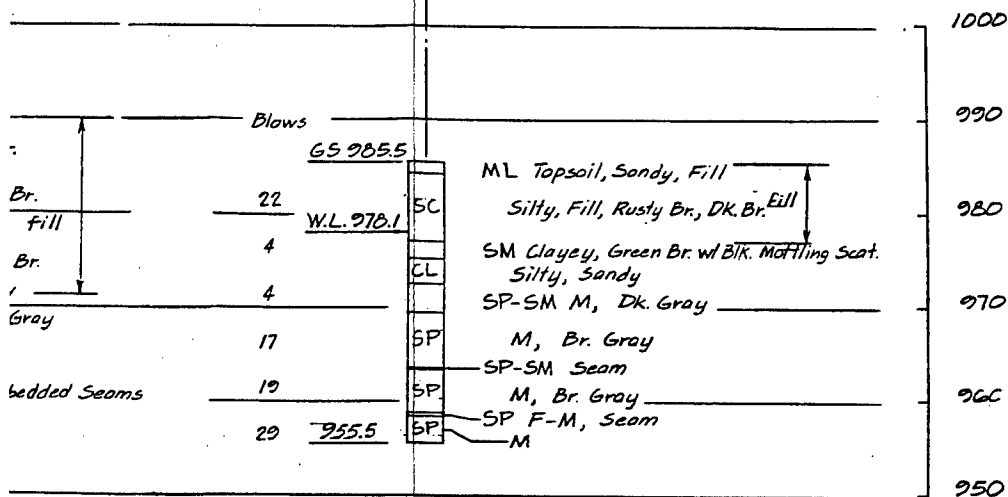 1000
Blows
990
GS 985.5
ML Topsoil, Sandy, Fill
Br.
22
SC
Silty, Fill, Rusty Br., DK. Br.
Fill
980
fill
W.L. 978.1
4
SM Clayey, Green Br. w/ Blk. Mottling Scat.
Br.
CL
Silty, Sandy
4
SP-SM M, Dk. Gray
970
Gray
17
SP
M, Br. Gray
SP-SM Seam
bedded Seams
19
SP
M, Br. Gray
960
SP F-M, Seam
29
955.5
SP
M
950